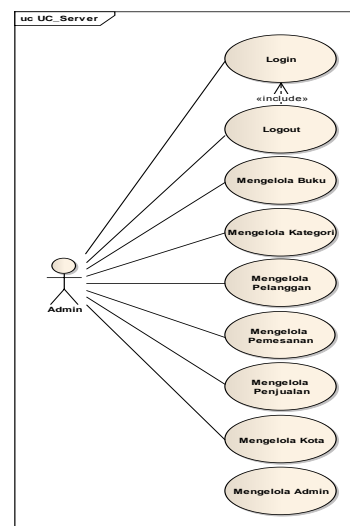 uc UC_Server
Login
«include»
Logout
Mengelola Buku
Mengelola Kategori
Mengelola
Pelanggan
Admin
Mengelola
Pemesanan
Mengelola
Penjualan
Mengelola Kota
Mengelola Admin